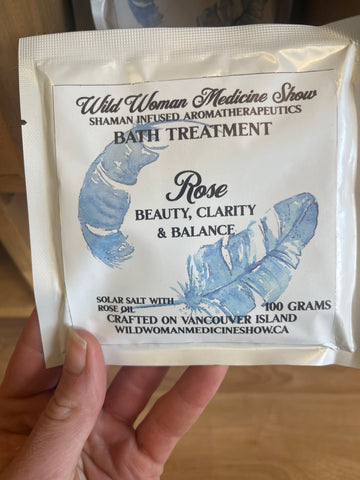 Wild Woman Medicine Show
SHAMAN INFUSED AROMATHERAPEUTICS
BATH TREATMENT
Rose
BEAUTY, CLARITY
& BALANCE
SOLAR SALT WITH
ROSE OIL
100 GRAMS
CRAFTED ON VANCOUVER ISLAND
WILDWOMANMEDICINESHOW.CA